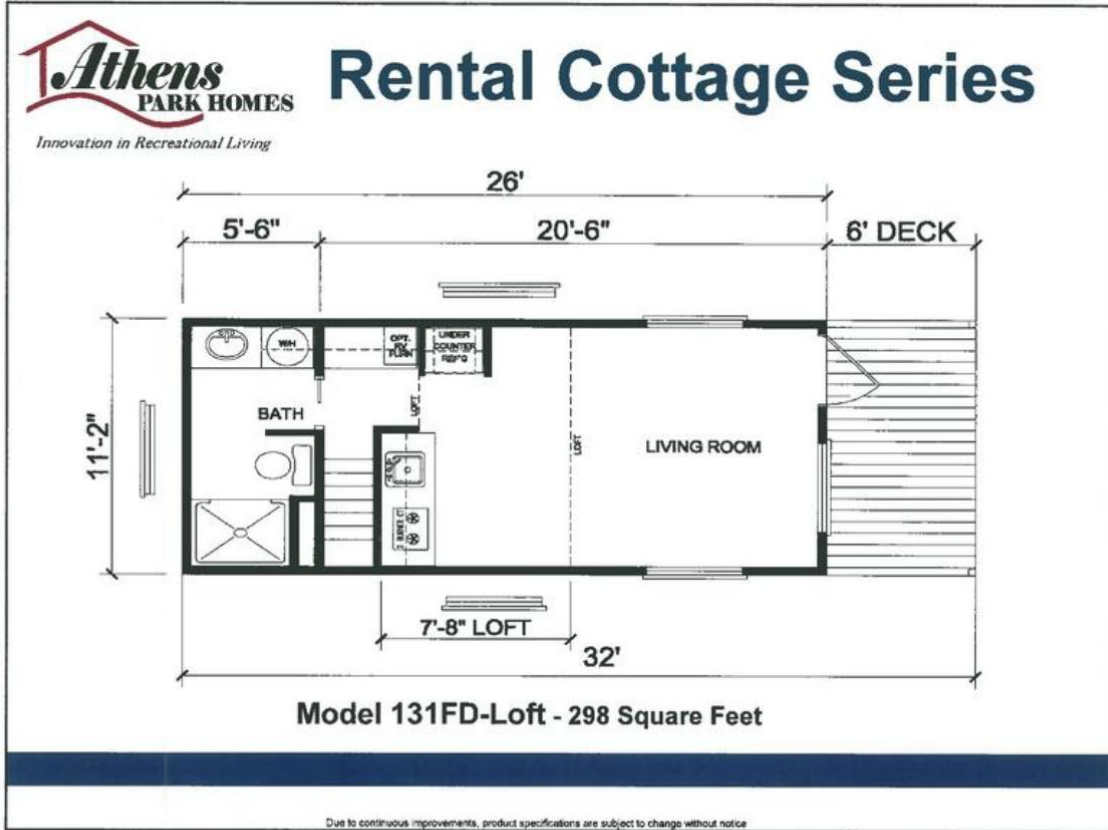 Athens
PARK HOMES
Innovation in Recreational Living
Rental Cottage Series
26'
5'-6" 20'-6" 6' DECK
W/H
OPT.
RV
FURN
UNDER
COUNTER
REF'G
BATH
LOFT
LOFT
LIVING ROOM
11'-2"
7'-8" LOFT
32'
Model 131FD-Loft - 298 Square Feet
Due to continuous improvements, product specifications are subject to change without notice